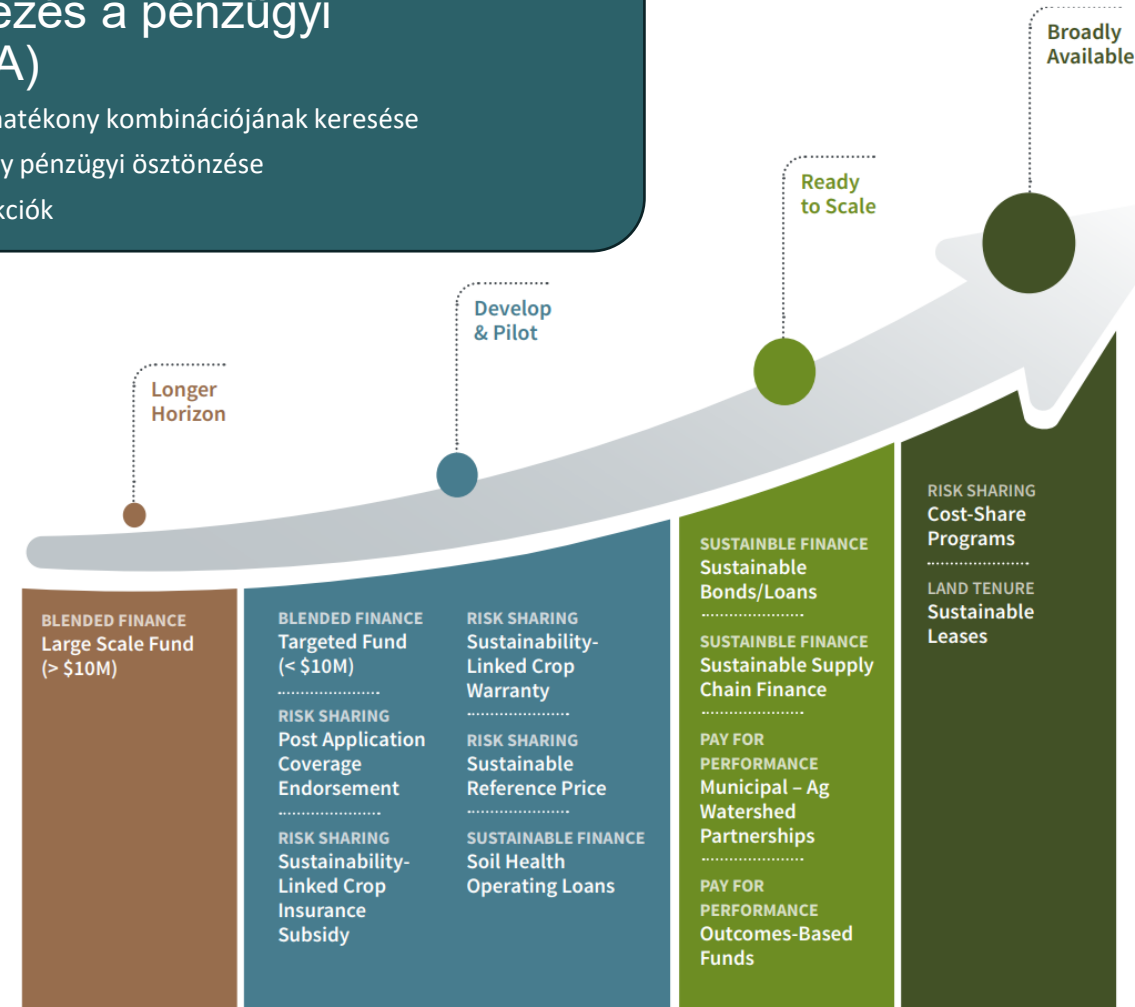 ezés a pénzügyi
A)
hatékony kombinációjának keresése
y pénzügyi ösztönzése
kciók
Broadly
Available
Ready
to Scale
Develop
& Pilot
Longer
Horizon
BLENDED FINANCE
Large Scale Fund
(> $10M)
BLENDED FINANCE
Targeted Fund
(< $10M)
RISK SHARING
Post Application
Coverage
Endorsement
RISK SHARING
Sustainability-
Linked Crop
Insurance
Subsidy
RISK SHARING
Sustainability-
Linked Crop
Warranty
RISK SHARING
Sustainable
Reference Price
SUSTAINABLE FINANCE
Soil Health
Operating Loans
SUSTAINBLE FINANCE
Sustainable
Bonds/Loans
SUSTAINBLE FINANCE
Sustainable Supply
Chain Finance
PAY FOR
PERFORMANCE
Municipal – Ag
Watershed
Partnerships
PAY FOR
PERFORMANCE
Outcomes-Based
Funds
RISK SHARING
Cost-Share
Programs
LAND TENURE
Sustainable
Leases